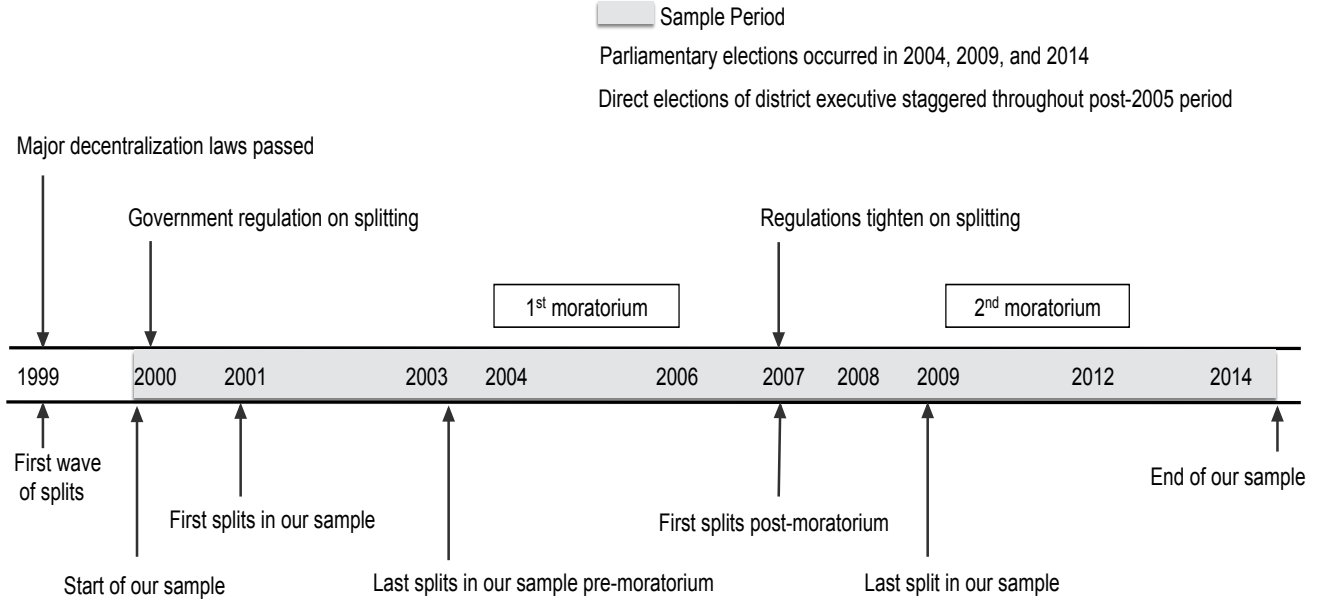 Sample Period
Parliamentary elections occurred in 2004, 2009, and 2014
Direct elections of district executive staggered throughout post-2005 period
Major decentralization laws passed
Government regulation on splitting
Regulations tighten on splitting
1st moratorium
2nd moratorium
1999 2000 2001 2003 2004 2006 2007 2008 2009 2012 2014
First wave
of splits
End of our sample
First splits in our sample
First splits post-moratorium
Start of our sample
Last splits in our sample pre-moratorium
Last split in our sample